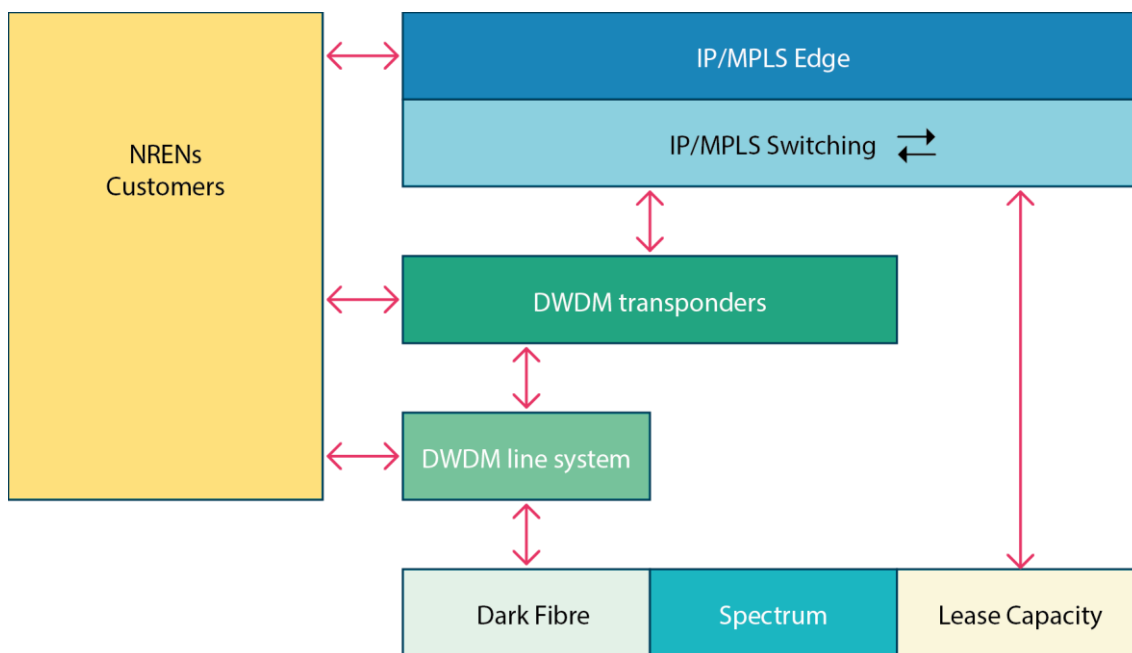 NRENs
Customers
IP/MPLS Edge
IP/MPLS Switching
DWDM transponders
DWDM line system
Dark Fibre
Spectrum
Lease Capacity